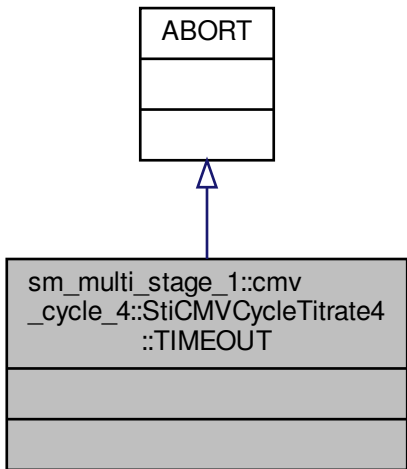 ABORT
sm_multi_stage_1::cmv
_cycle_4::StiCMVCycleTitrate4
::TIMEOUT